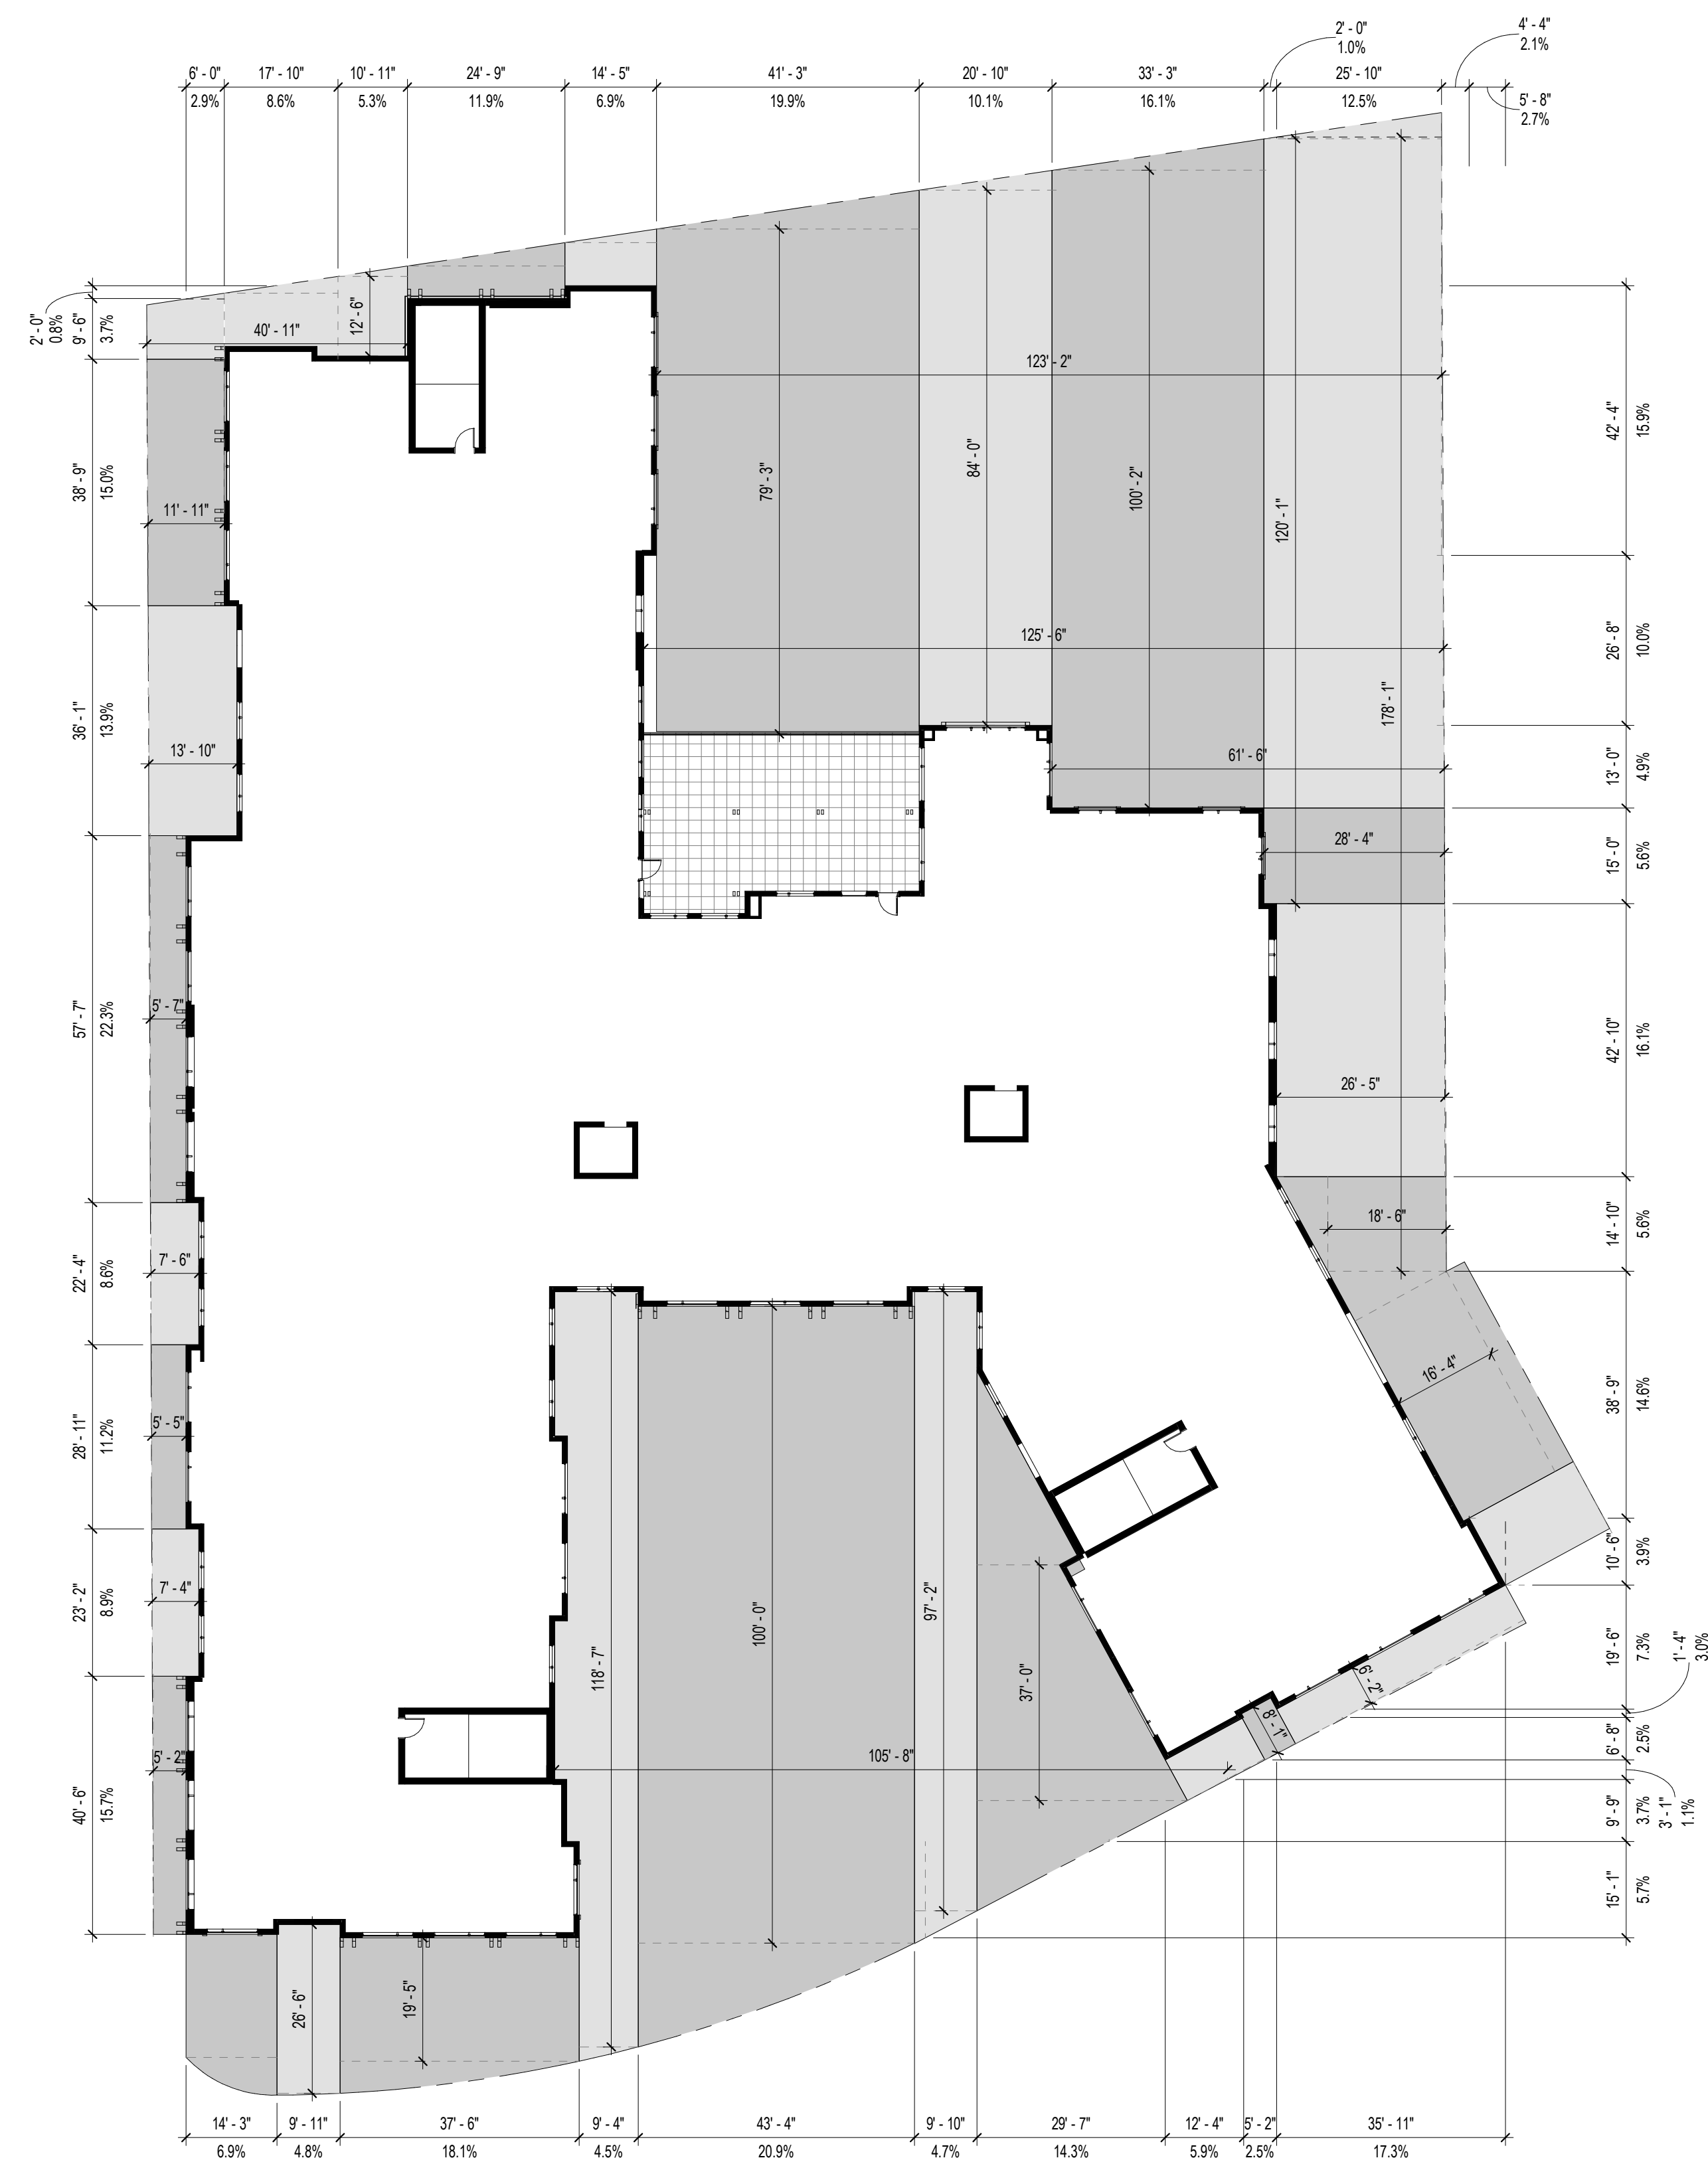 2' - 0"
1.0%
4' - 4"
2.1%
6' - 0"
17' - 10"
10' - 11"
24' - 9"
14' - 5"
41' - 3"
20' - 10"
33' - 3"
25' - 10"
2.9%
8.6%
5.3%
11.9%
6.9%
19.9%
10.1%
16.1%
12.5%
5' - 8"
2.7%
2' - 0"
0.8%
9' - 6"
3.7%
40' - 11"
12' - 6"
123' - 2"
42' - 4"
15.9%
38' - 9"
15.0%
11' - 11"
79' - 3"
84' - 0"
100' - 2"
120' - 1"
125' - 6"
26' - 8"
10.0%
178' - 1"
36' - 1"
13.9%
13' - 10"
61' - 6"
13' - 0"
4.9%
28' - 4"
15' - 0"
5.6%
57' - 7"
22.3%
5' - 7"
42' - 10"
16.1%
26' - 5"
18' - 6"
14' - 10"
5.6%
22' - 4"
8.6%
7' - 6"
16' - 4"
38' - 9"
14.6%
28' - 11"
11.2%
5' - 5"
10' - 6"
3.9%
23' - 2"
8.9%
7' - 4"
118' - 7"
100' - 0"
97' - 2"
37' - 0"
6' - 2"
19' - 6"
7.3%
1' - 4"
3.0%
8' - 1"
6' - 8"
2.5%
40' - 6"
15.7%
5' - 2"
105' - 8"
9' - 9"
3.7%
3' - 1"
1.1%
15' - 1"
5.7%
26' - 6"
19' - 5"
14' - 3"
9' - 11"
37' - 6"
9' - 4"
43' - 4"
9' - 10"
29' - 7"
12' - 4"
5' - 2"
35' - 11"
6.9%
4.8%
18.1%
4.5%
20.9%
4.7%
14.3%
5.9%
2.5%
17.3%